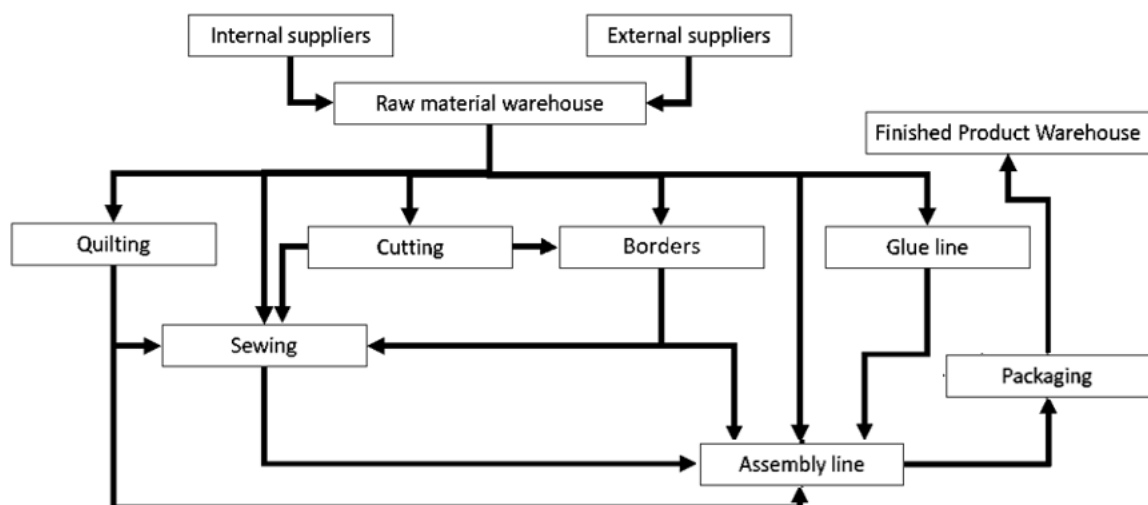 Internal suppliers
External suppliers
Raw material warehouse
Finished Product Warehouse
Quilting
Cutting
Borders
Glue line
Sewing
Packaging
Assembly line